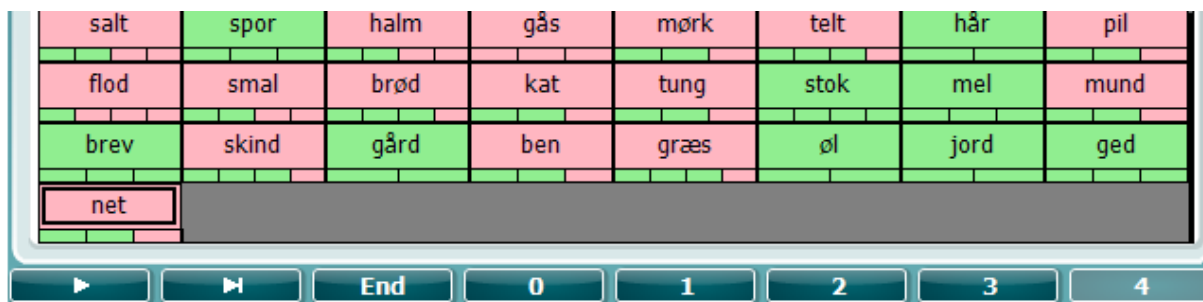 salt spor halm gås mørk telt hår pil
flod smal brød kat tung stok mel mund
brev skind gård ben græs øl jord ged
net
End 0 1 2 3 4